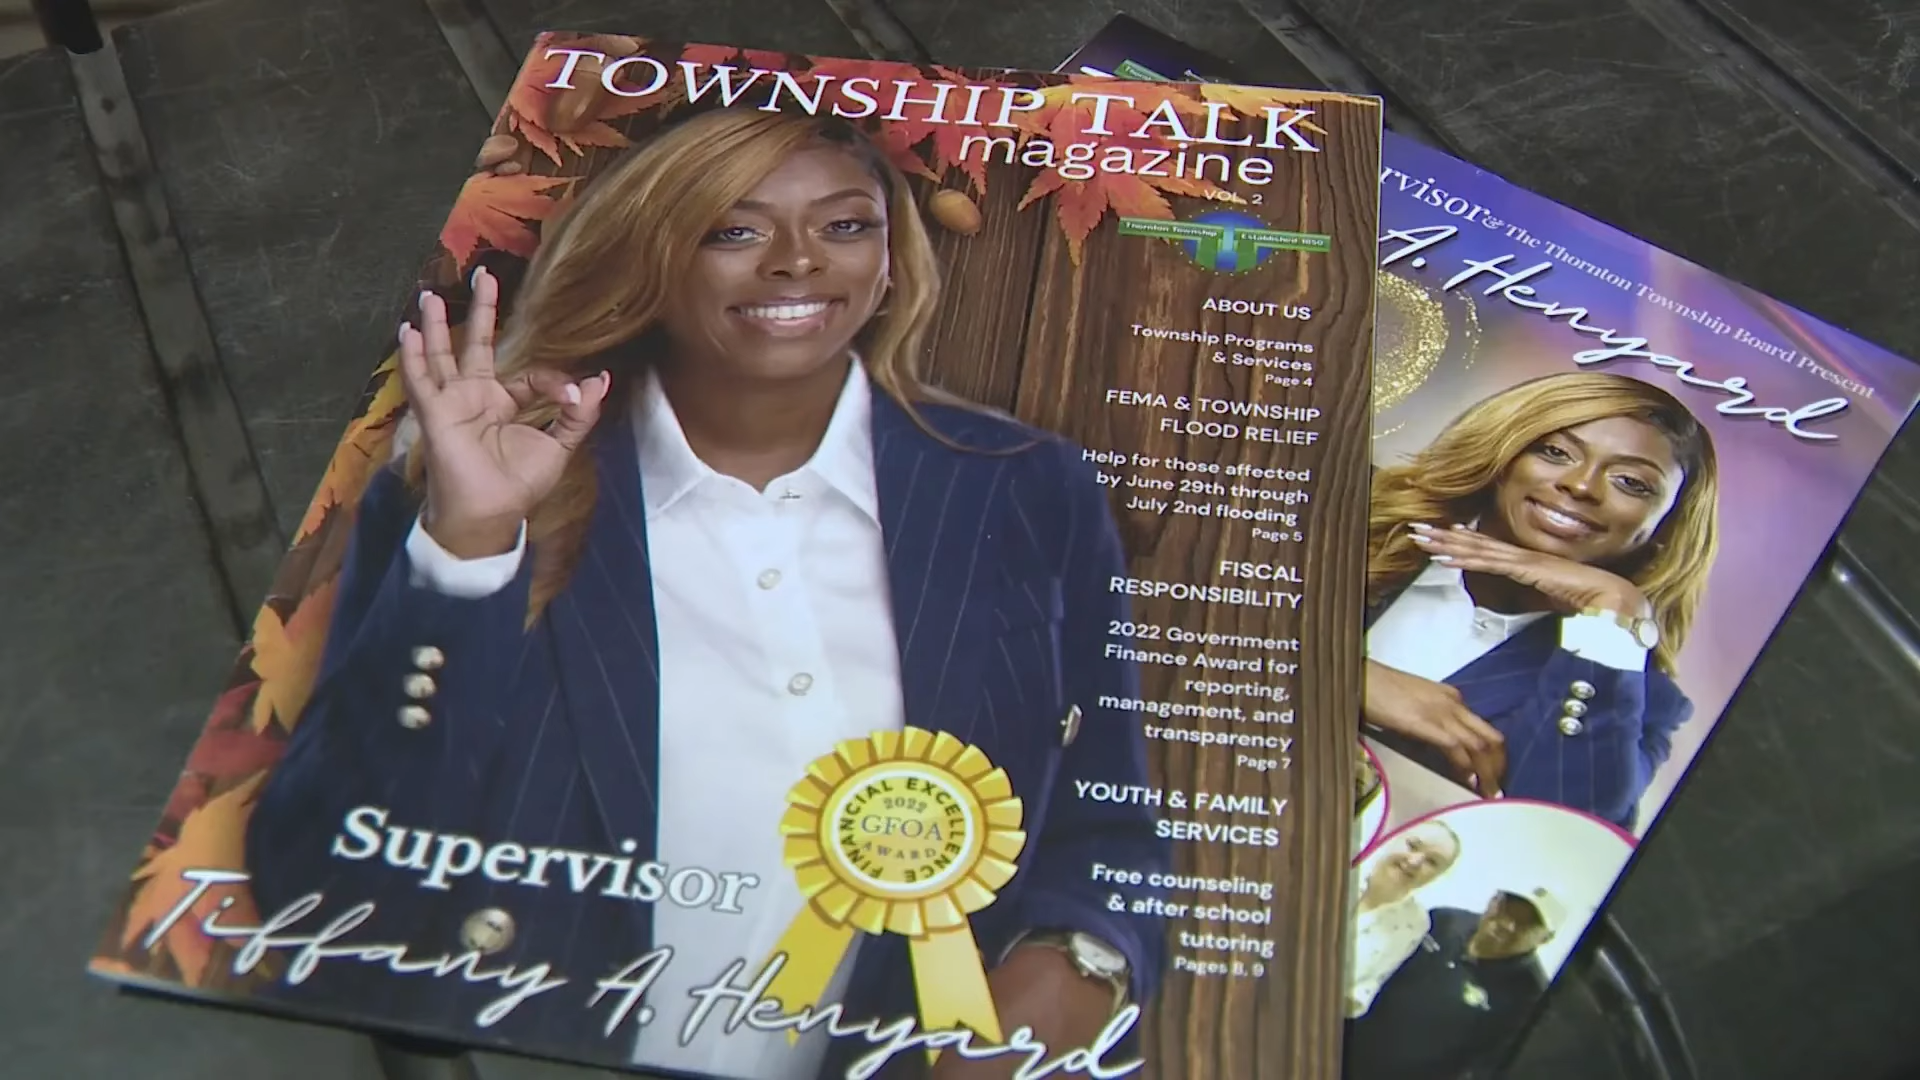 TOWNSHIP TALK
magazine
VOL. 2
Thornton Township
Established 1850
ABOUT US
Township Programs
& Services
Page 4
FEMA & TOWNSHIP
FLOOD RELIEF
Help for those affected
by June 29th through
July 2nd flooding
Page 5
FISCAL
RESPONSIBILITY
2022 Government
Finance Award for
reporting,
management, and
transparency
Page 7
YOUTH & FAMILY
SERVICES
Free counseling
& after school
tutoring
Pages 8, 9
FINANCIAL EXCELLENCE
2022
GFOA
AWARD
Supervisor
Tiffany A. Henyard
rvisor & The Thornton Township Board Present
A. Henyard